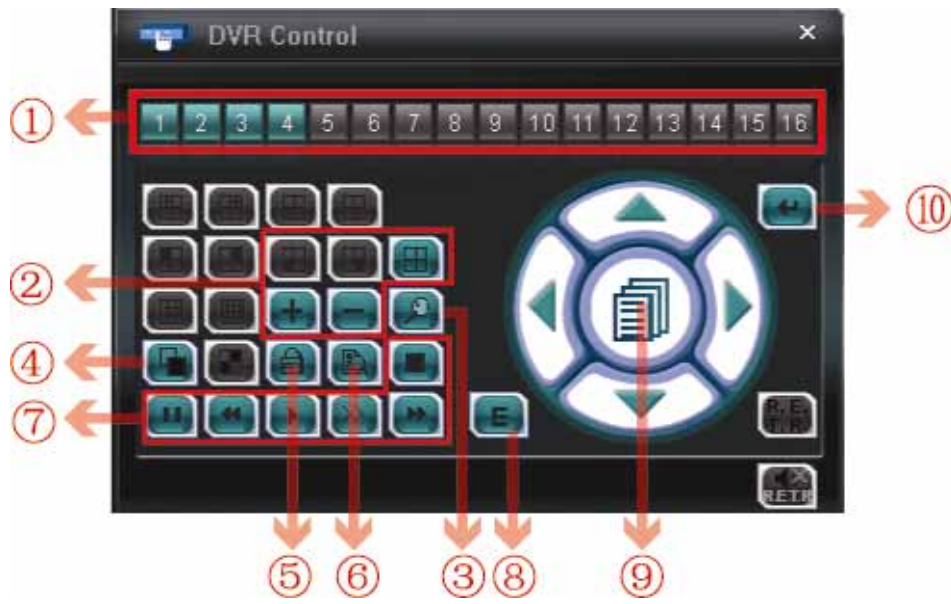 DVR Control ×
① 1 2 3 4 5 6 7 8 9 10 11 12 13 14 15 16
⑩
②
④
⑦ E R.E.
T.R
R.E.T.R
⑤ ⑥ ③ ⑧ ⑨